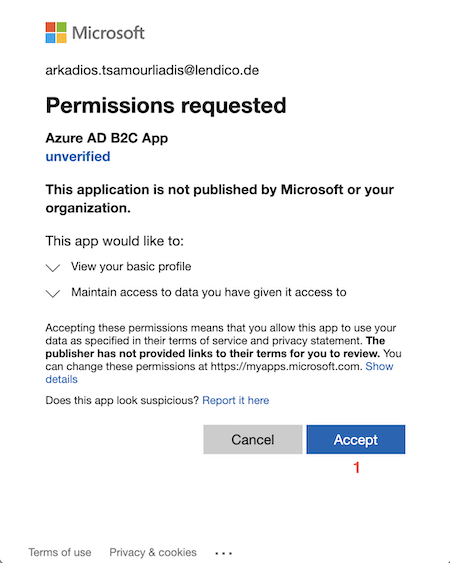 Microsoft
arkadios.tsamourliadis@lendico.de
Permissions requested
Azure AD B2C App
unverified
This application is not published by Microsoft or your
organization.
This app would like to:
View your basic profile
Maintain access to data you have given it access to
Accepting these permissions means that you allow this app to use your
data as specified in their terms of service and privacy statement. The
publisher has not provided links to their terms for you to review. You
can change these permissions at https://myapps.microsoft.com. Show
details
Does this app look suspicious? Report it here
Cancel Accept
1
Terms of use Privacy & cookies ...